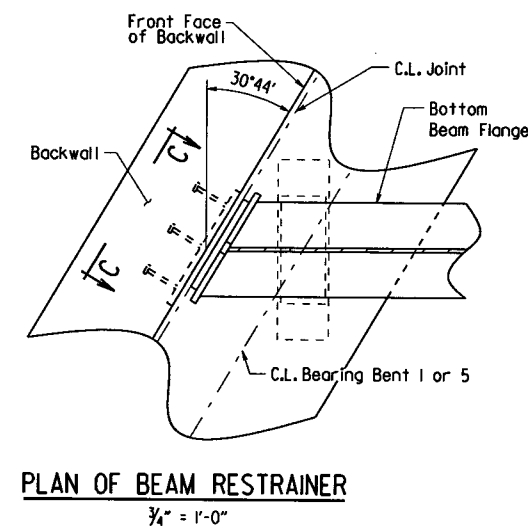 Front Face
of Backwall
30°44'
C.L. Joint
Bottom
Beam Flange
Backwall
C
C
C.L. Bearing Bent 1 or 5
PLAN OF BEAM RESTRAINER
3/4" = 1'-0"